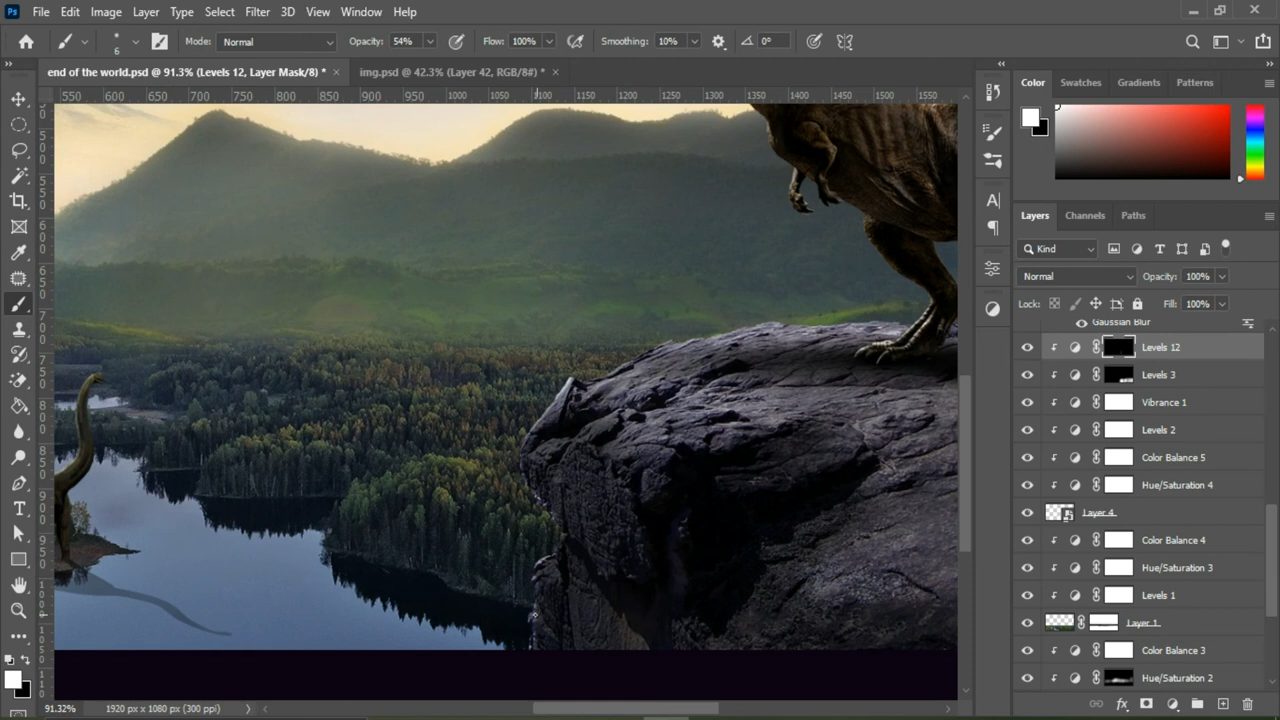 Ps File Edit Image Layer Type Select Filter 3D View Window Help
6 Mode: Normal Opacity: 54% Flow: 100% Smoothing: 10% 0°
end of the world.psd @ 91.3% (Levels 12, Layer Mask/8) * × img.psd @ 42.3% (Layer 42, RGB/8#) * ×
550 600 650 700 750 800 850 900 950 1000 1050 1100 1150 1200 1250 1300 1350 1400 1450 1500 1550
Color Swatches Gradients Patterns
Layers Channels Paths
Kind
Normal Opacity: 100%
Lock: Fill: 100%
Gaussian Blur
Levels 12
Levels 3
Vibrance 1
Levels 2
Color Balance 5
Hue/Saturation 4
Layer 4
Color Balance 4
Hue/Saturation 3
Levels 1
Layer 1
Color Balance 3
Hue/Saturation 2
91.32% 1920 px x 1080 px (300 ppi)